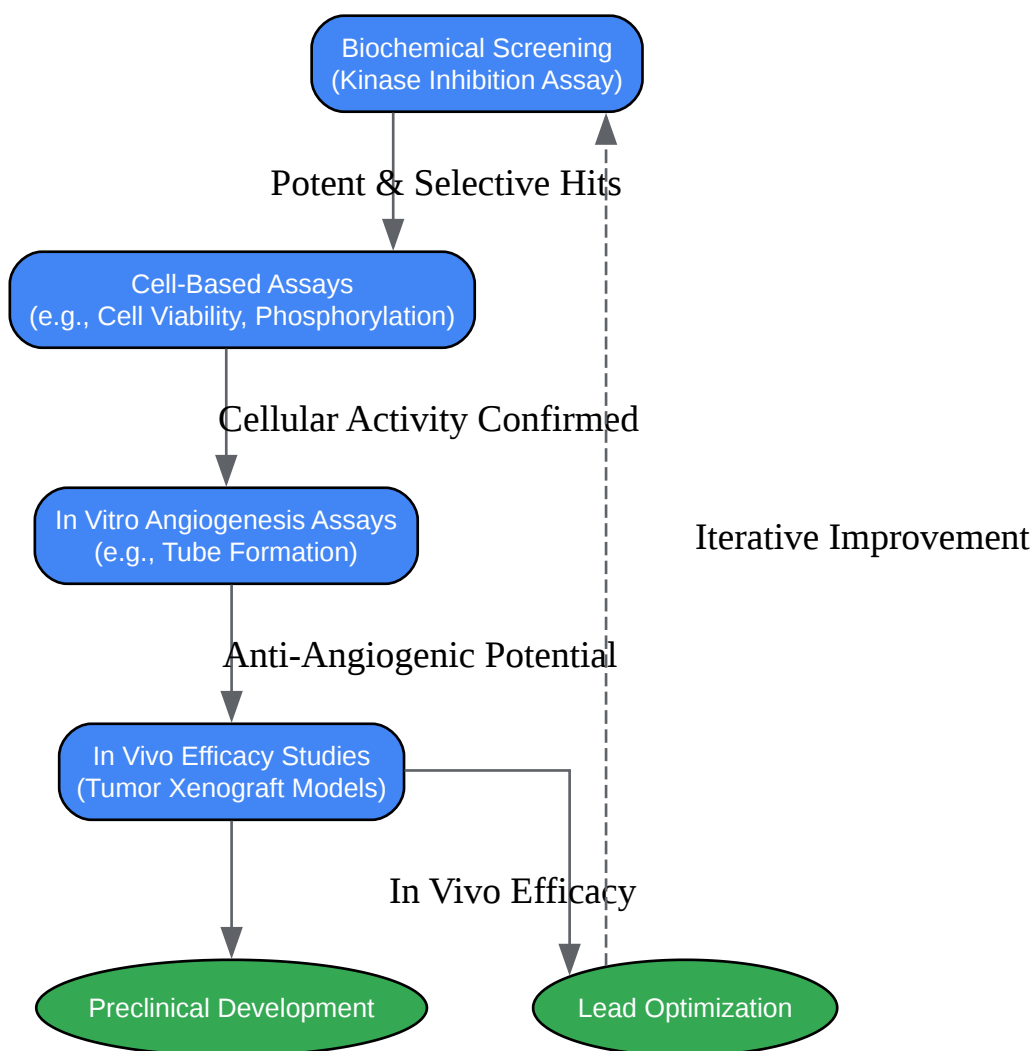 Biochemical Screening
(Kinase Inhibition Assay)
Potent & Selective Hits
Cell-Based Assays
(e.g., Cell Viability, Phosphorylation)
Cellular Activity Confirmed
In Vitro Angiogenesis Assays
(e.g., Tube Formation)
Iterative Improvement
Anti-Angiogenic Potential
In Vivo Efficacy Studies
(Tumor Xenograft Models)
In Vivo Efficacy
Preclinical Development
Lead Optimization